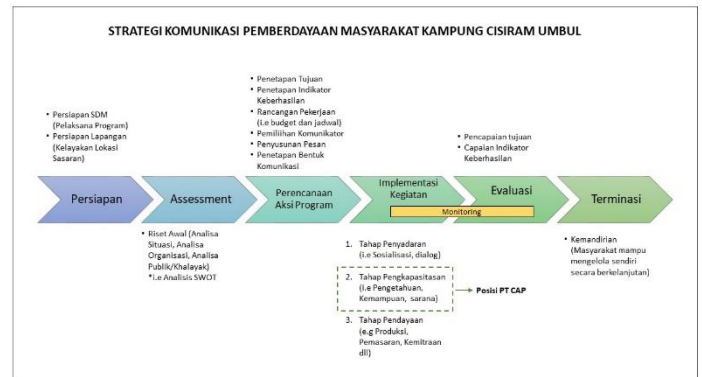 STRATEGI KOMUNIKASI PEMBERDAYAAN MASYARAKAT KAMPUNG CISIRAM UMBUL
• Persiapan SDM
(Pelaksana Program)
• Persiapan Lapangan
(Kelayakan Lokasi
Sasaran)
• Penetapan Tujuan
• Penetapan Indikator
Keberhasilan
• Rancangan Pekerjaan
(i.e budget dan jadwal)
• Pemiliihan Komunikator
• Penyusunan Pesan
• Penetapan Bentuk
Komunikasi
• Pencapaian tujuan
• Capaian Indikator
Keberhasilan
Persiapan
Assessment
Perencanaan
Aksi Program
Implementasi
Kegiatan
Evaluasi
Monitoring
Terminasi
• Riset Awal (Analisa
Situasi, Analisa
Organisasi, Analisa
Publik/Khalayak)
*i.e Analisis SWOT
1. Tahap Penyadaran
(i.e Sosialisasi, dialog)
2. Tahap Pengkapasitasan
(i.e Pengetahuan,
Kemampuan, sarana)
Posisi PT CAP
3. Tahap Pendayaan
(e.g Produksi,
Pemasaran, Kemitraan
dll)
• Kemandirian
(Masyarakat mampu
mengelola sendiri
secara berkelanjutan)